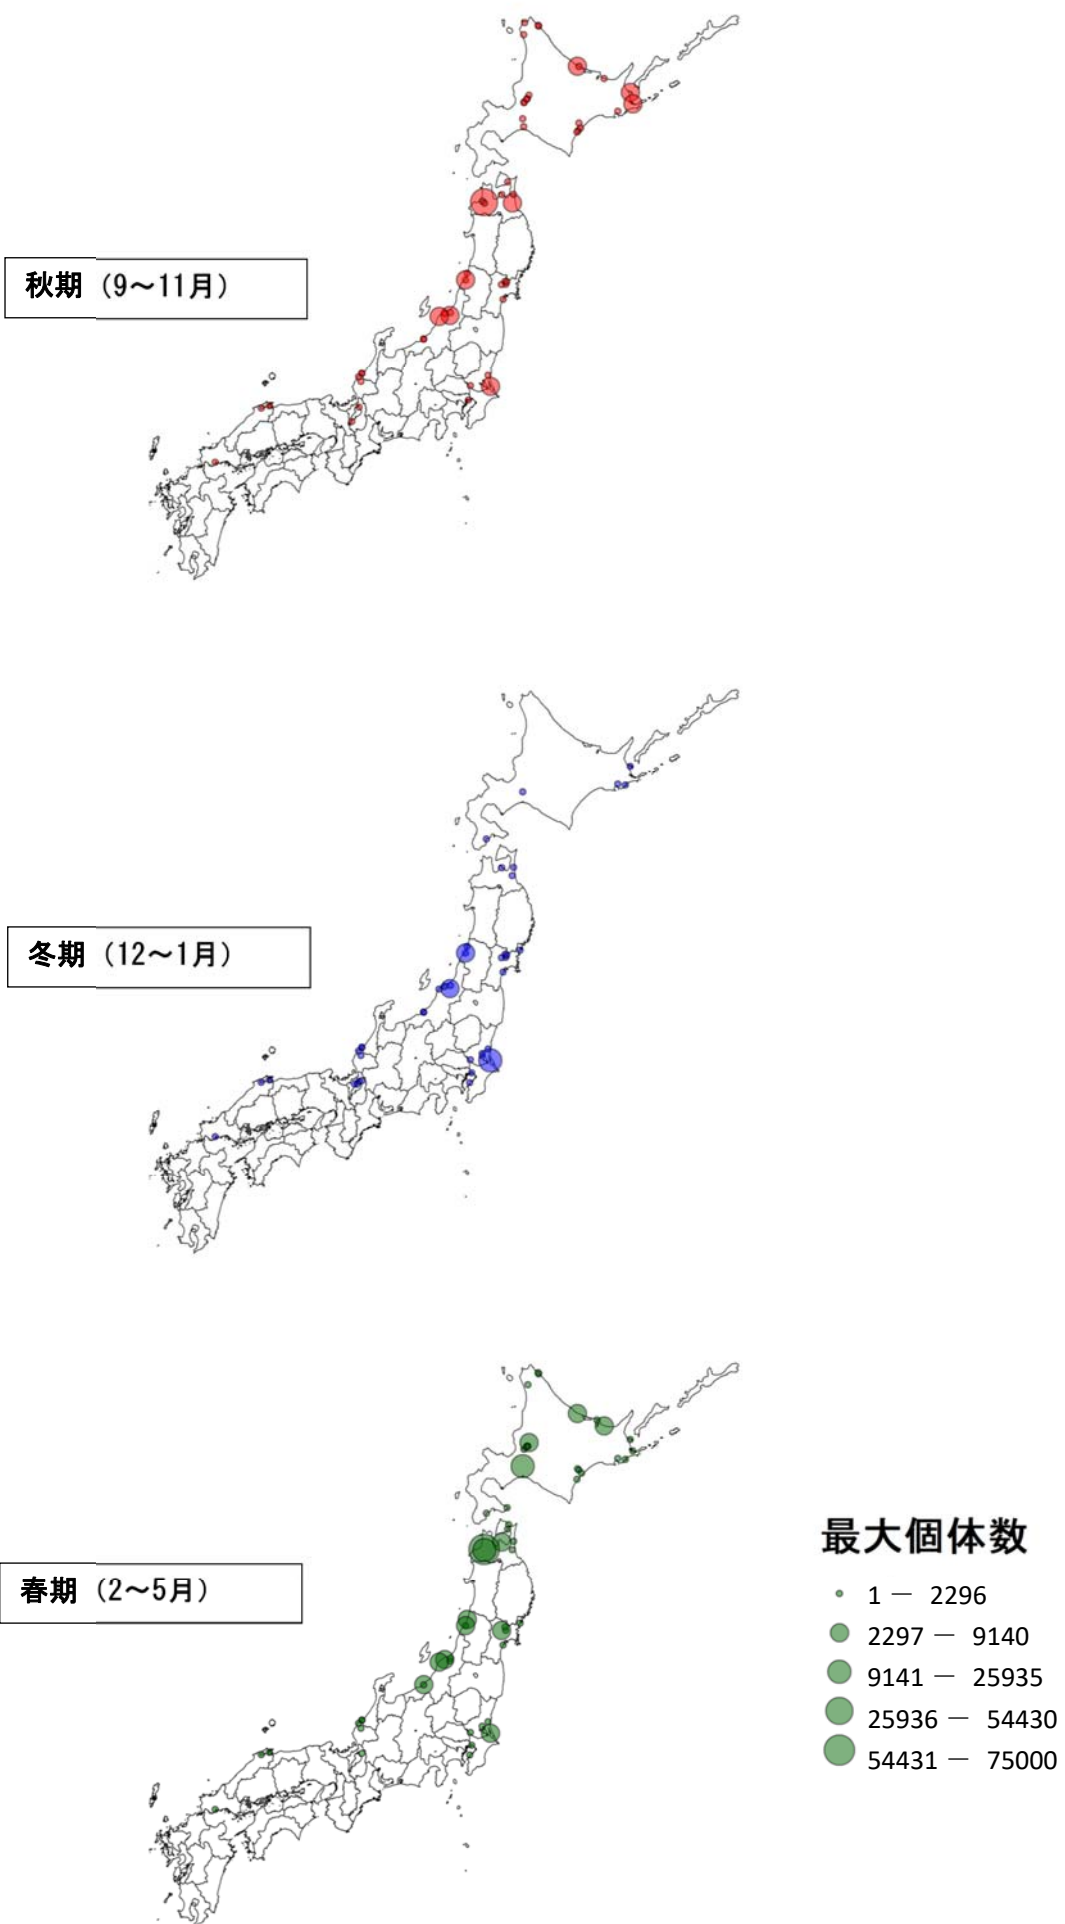 秋期（9～11月）
冬期（12～1月）
春期（2～5月）
最大個体数
1 － 2296
2297 － 9140
9141 － 25935
25936 － 54430
54431 － 75000